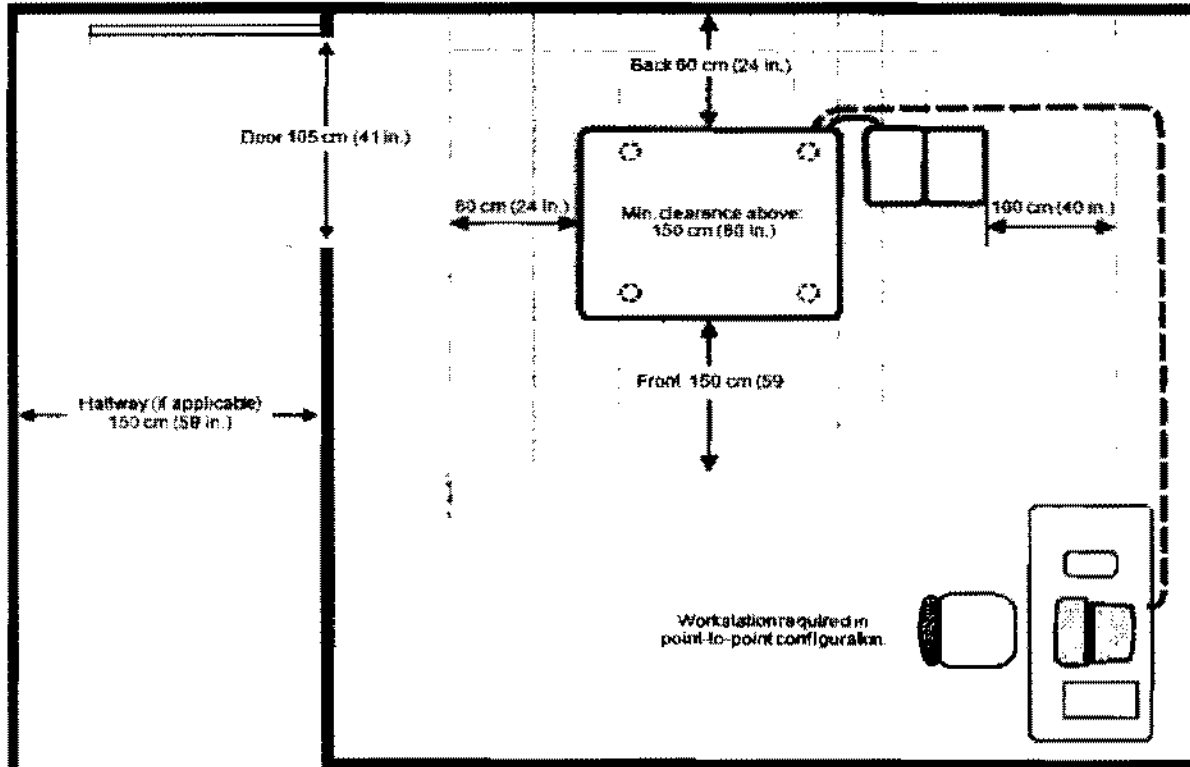 Back 60 cm (24 in.)
Door 105 cm (41 in.)
60 cm (24 in.)
Min. clearance above:
150 cm (60 in.)
100 cm (40 in.)
Front 150 cm (59
Hallway (if applicable)
150 cm (59 in.)
Workstation required in
point-to-point configuration.